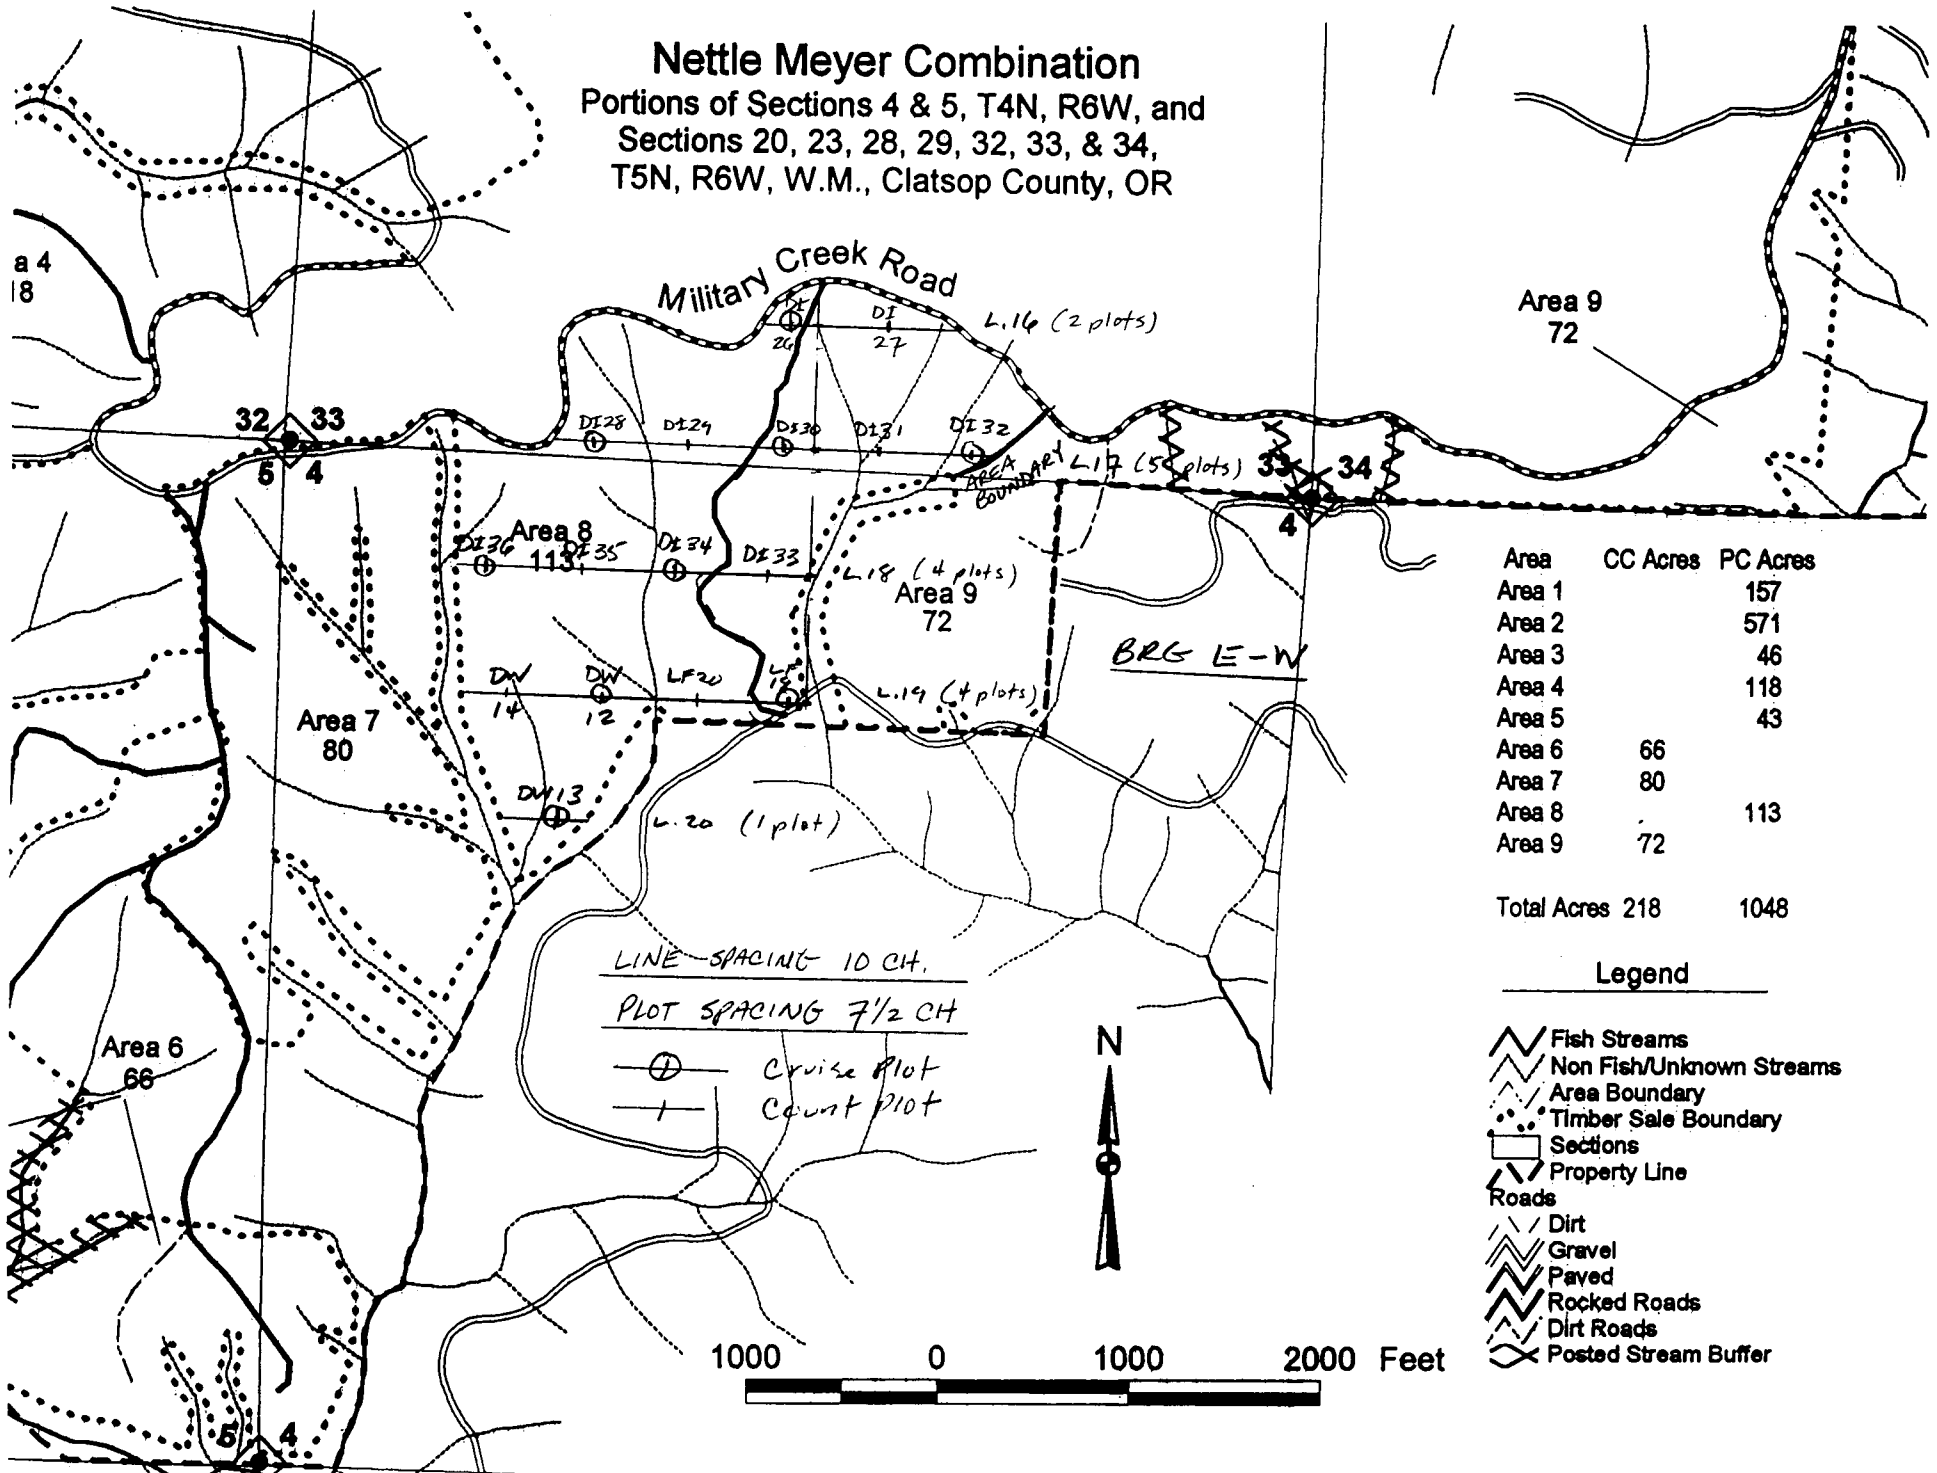 Nettle Meyer Combination
Portions of Sections 4 & 5, T4N, R6W, and
Sections 20, 23, 28, 29, 32, 33, & 34,
T5N, R6W, W.M., Clatsop County, OR
Military Creek Road
a 4
18
Area 9
72
26
DI
27
L.16 (2 plots)
32 33
5 4
DI28
DI29
DI30
DI31
DI32
AREA
BOUNDARY
L17 (5 plots)
33 34
4
Area 8
113
DI36
DI35
DI34
DI33
L.18 (4 plots)
Area 9
72
BRG E-W
DW
14
DW
12
LF20
LF
19
L.19 (4 plots)
Area 7
80
DW13
L.20 (1 plot)
LINE SPACING 10 CH.
PLOT SPACING 7 1/2 CH
Cruise Plot
Count Plot
Area 6
66
N
5 4
1000 0 1000 2000 Feet
Area CC Acres PC Acres
Area 1 157
Area 2 571
Area 3 46
Area 4 118
Area 5 43
Area 6 66
Area 7 80
Area 8 113
Area 9 72
Total Acres 218 1048
Legend
Fish Streams
Non Fish/Unknown Streams
Area Boundary
Timber Sale Boundary
Sections
Property Line
Roads
Dirt
Gravel
Paved
Rocked Roads
Dirt Roads
Posted Stream Buffer